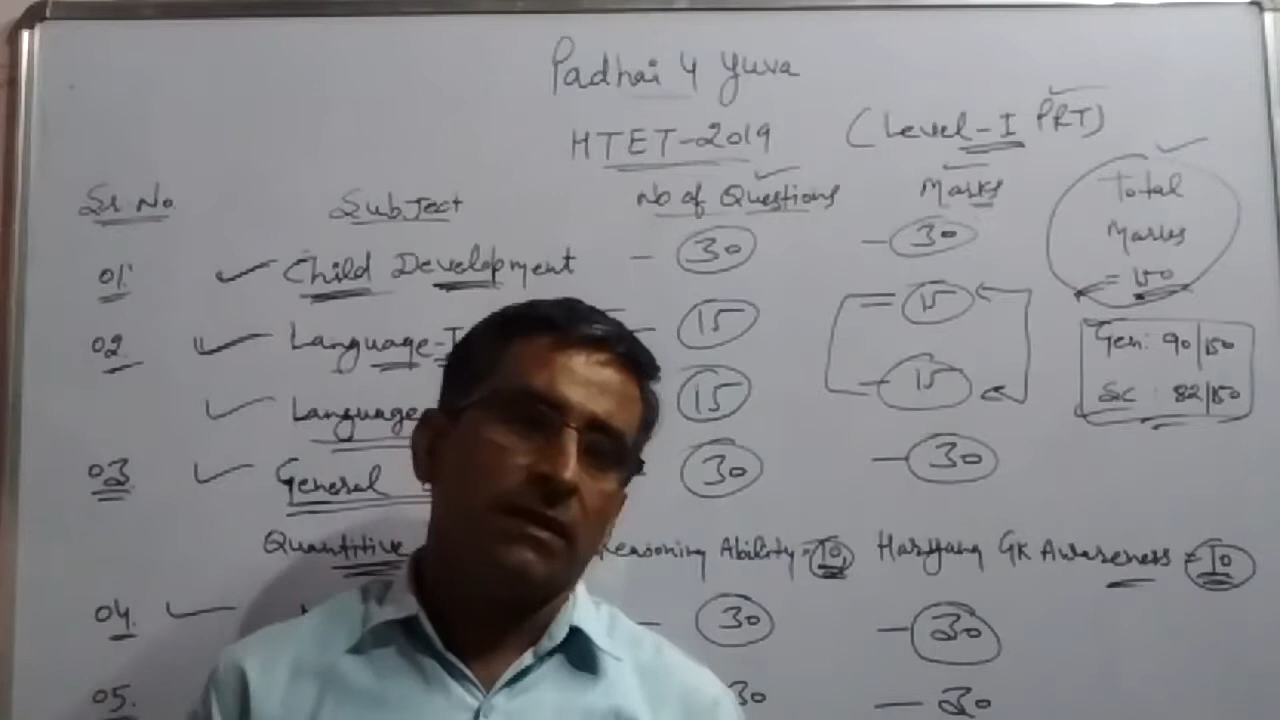 Padhai 4 Yuva
HTET-2019 (Level-I PRT)
Sr No Subject No of Questions Marks Total Marks = 150
01. Child Development - 30 - 30
02. Language-I - 15 = 15
Language 15 - 15
Gen: 90/150
SC : 82/150
03 General 30 - 30
Quantitive Reasoning Ability = 10, Haryana GK Awareness = 10
04. - 30 - 30
05. 30 - 30